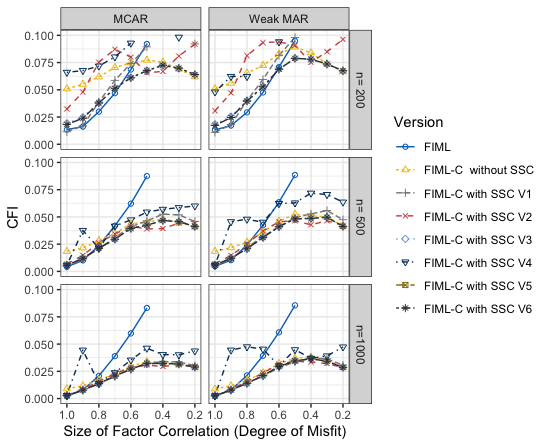 MCAR
Weak MAR
0.100
0.075
0.050
0.025
0.000
n= 200
0.100
0.075
0.050
0.025
0.000
n= 500
0.100
0.075
0.050
0.025
0.000
n=1000
CFI
1.0 0.8 0.6 0.4 0.2
1.0 0.8 0.6 0.4 0.2
Size of Factor Correlation (Degree of Misfit)
Version
FIML
FIML-C without SSC
FIML-C with SSC V1
FIML-C with SSC V2
FIML-C with SSC V3
FIML-C with SSC V4
FIML-C with SSC V5
FIML-C with SSC V6